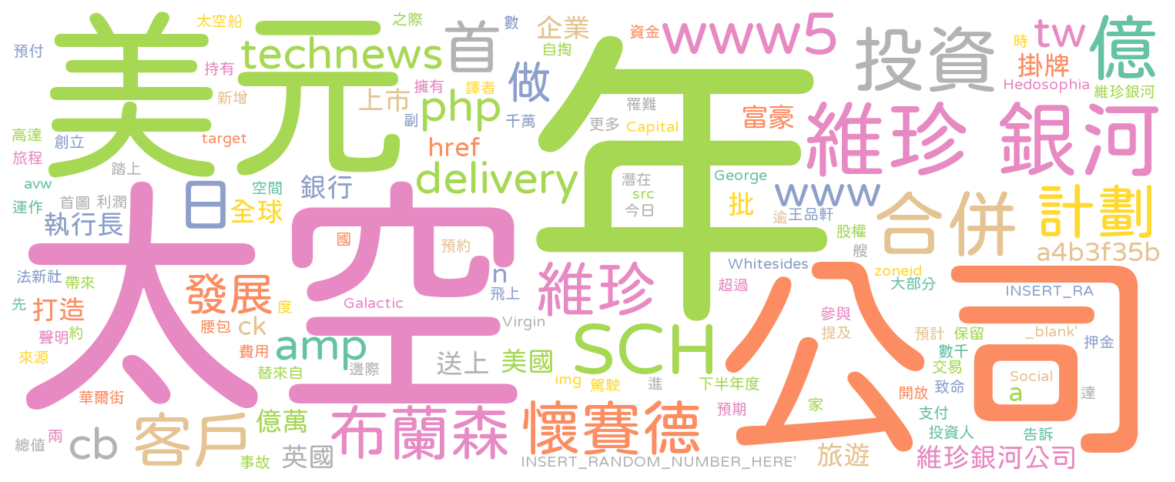 太空船
之際
數
企業
資金
www5
tw
億
預付
美元
technews
首
自掏
投資
時
掛牌
Hedosophia
持有
新增
上市
擁有
譯者
做
年
罹難
維珍銀河
php
副
千萬
更多
Capital
富豪
維珍 銀河
高達
創立
target
href
旅程
踏上
delivery
潛在
George
avw
空間
銀行
src
www
計劃
運作
首圖
利潤
日
全球
今日
批
逾
王品軒
合併
執行長
太空
國
預約
股權
艘
a4b3f35b
法新社
帶來
發展
n
維珍
Whitesides
zoneid
大部分
先
飛上
超過
公司
INSERT_RA
打造
度
Galactic
聲明
約
腰包
ck
Virgin
SCH
參與
提及
預計
保留
_blank'
押金
來源
費用
amp
邊際
送上
美國
數千
替來自
交易
img
駕駛
進
下半年度
Social
a
達
華爾街
開放
致命
客戶
億萬
布蘭森
懷賽德
預期
家
支付
總值
兩
cb
投資人
告訴
事故
英國
INSERT_RANDOM_NUMBER_HERE'
旅遊
維珍銀河公司